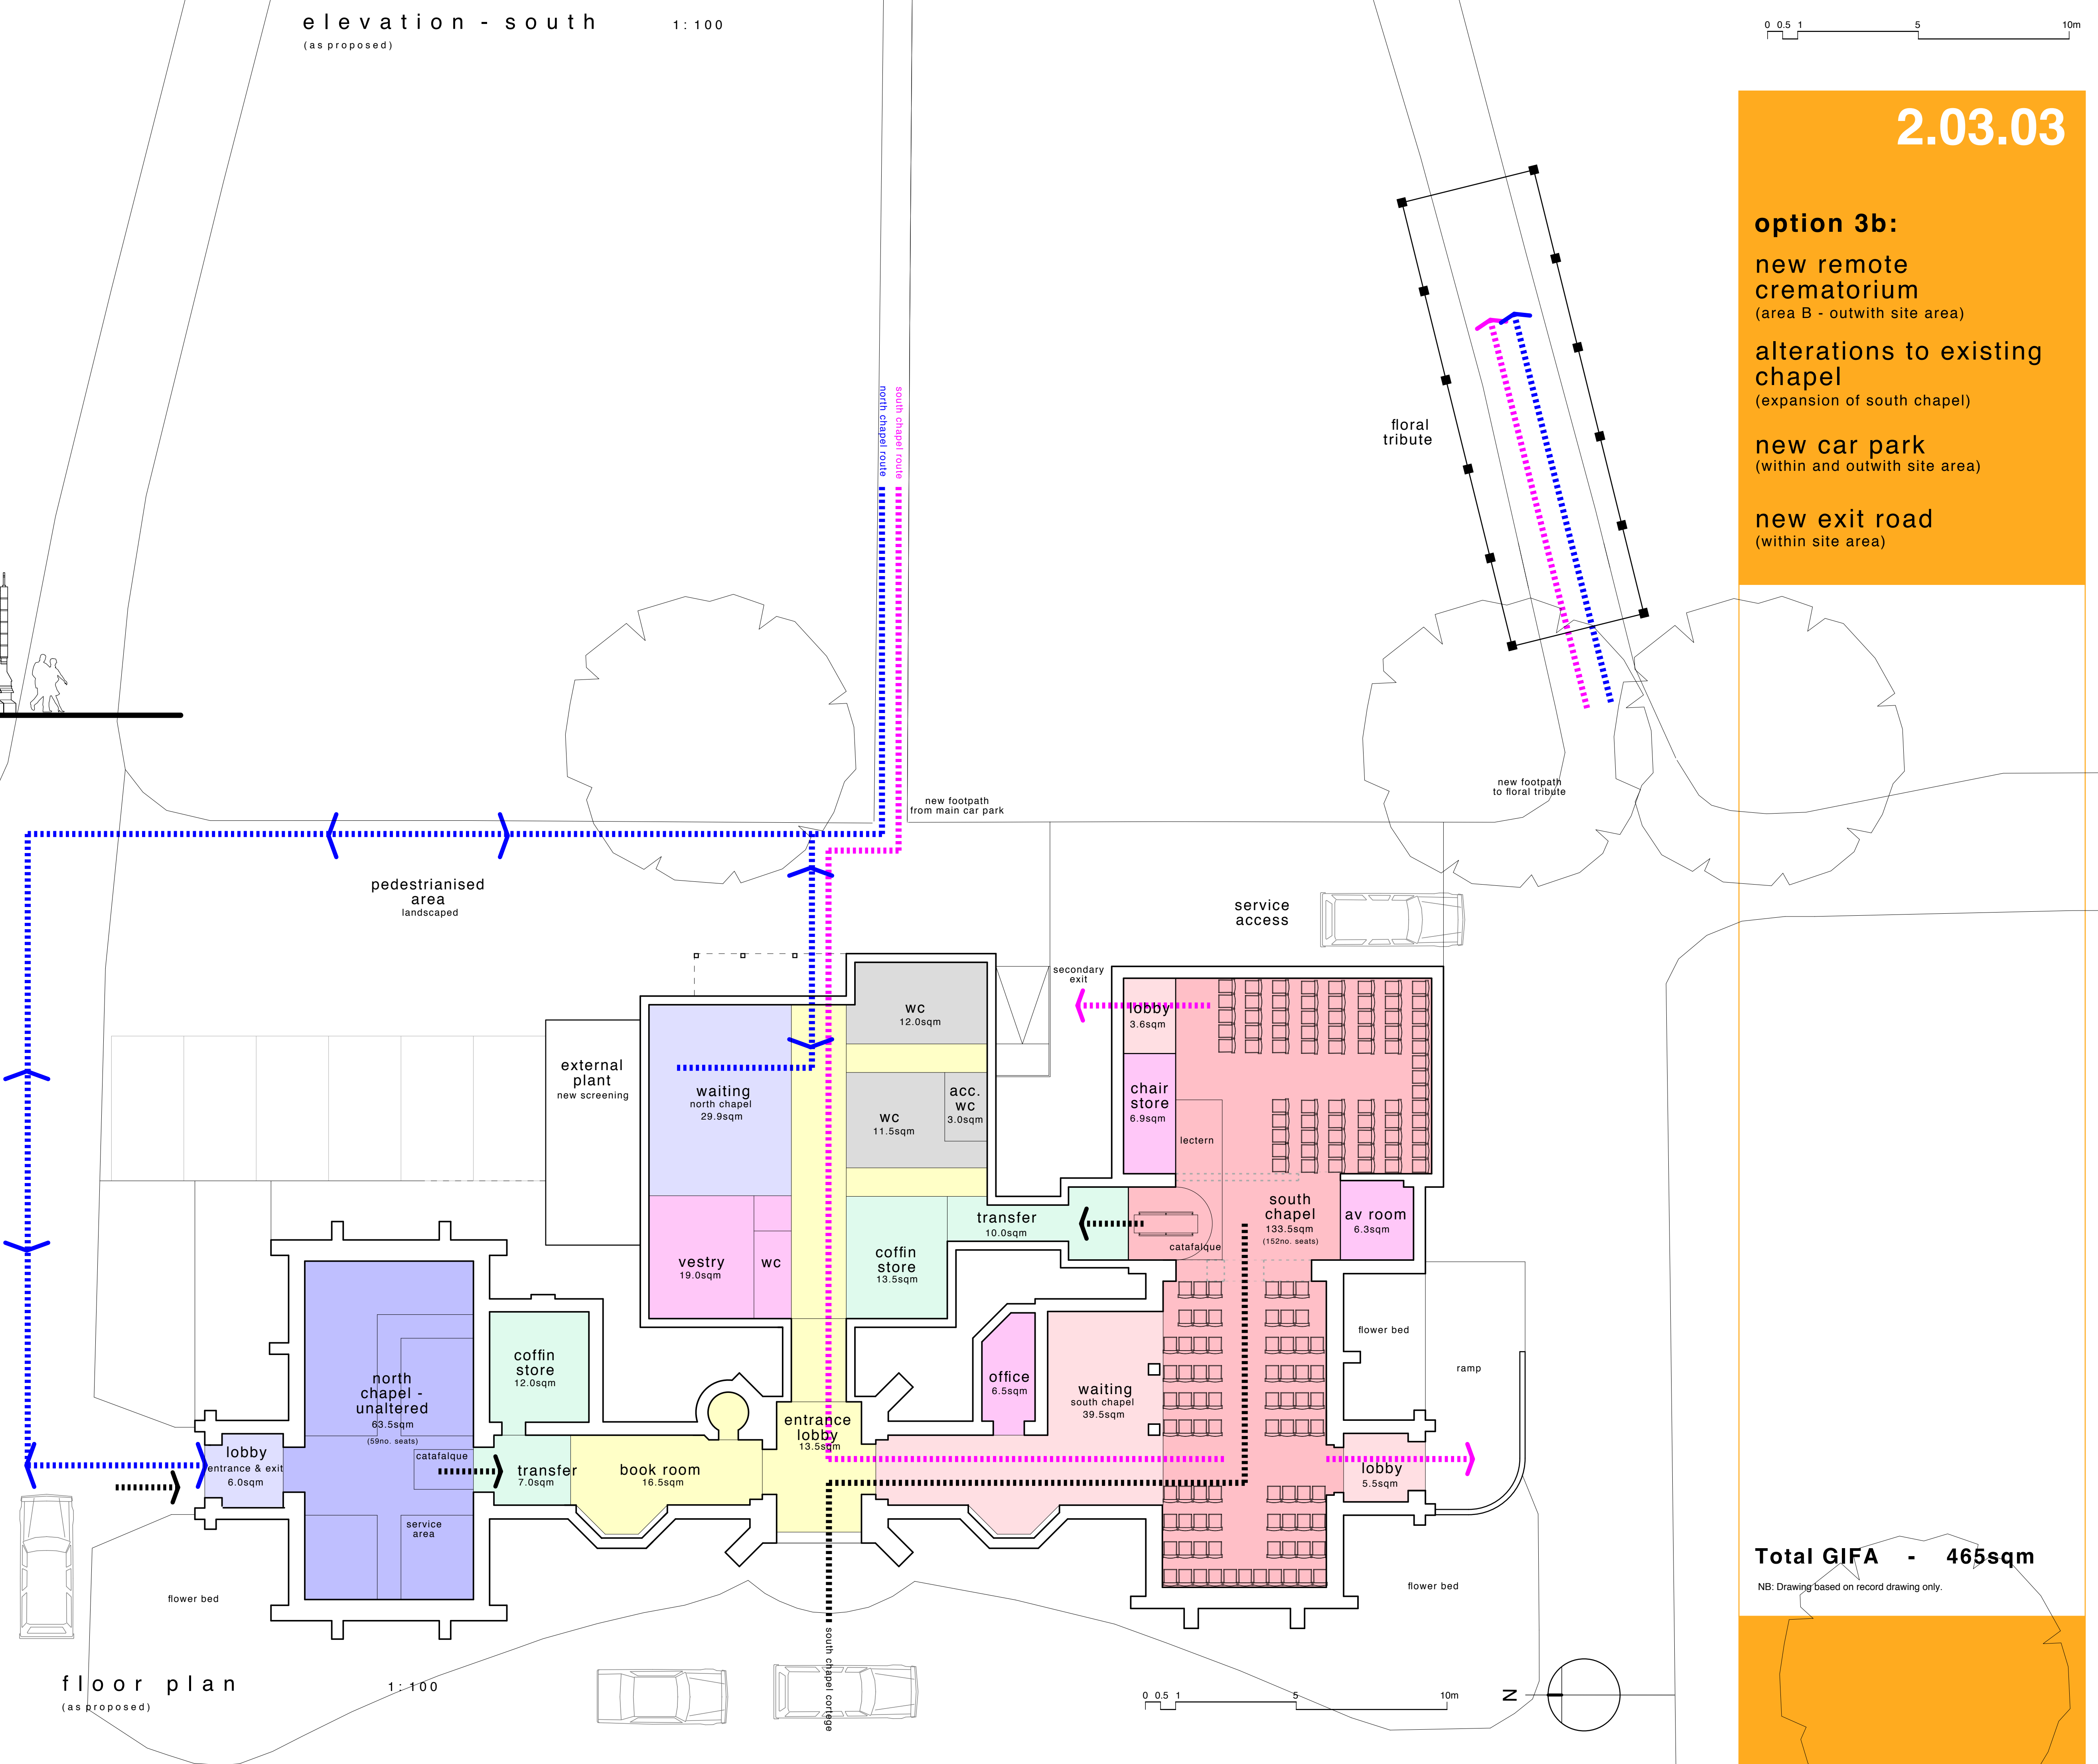 elevation - south 1:100
(as proposed)
0 0.5 1 5 10m
2.03.03
option 3b:
new remote
crematorium
(area B - outwith site area)
alterations to existing
chapel
(expansion of south chapel)
new car park
(within and outwith site area)
new exit road
(within site area)
north chapel route
south chapel route
floral
tribute
new footpath
from main car park
new footpath
to floral tribute
pedestrianised
area
landscaped
service
access
secondary
exit
external
plant
new screening
waiting
north chapel
29.9sqm
wc
12.0sqm
wc
11.5sqm
acc.
wc
3.0sqm
lobby
3.6sqm
chair
store
6.9sqm
lectern
vestry
19.0sqm
wc
coffin
store
13.5sqm
transfer
10.0sqm
catafalque
south
chapel
133.5sqm
(152no. seats)
av room
6.3sqm
flower bed
ramp
coffin
store
12.0sqm
north
chapel -
unaltered
63.5sqm
(59no. seats)
catafalque
lobby
entrance & exit
6.0sqm
transfer
7.0sqm
book room
16.5sqm
entrance
lobby
13.5sqm
office
6.5sqm
waiting
south chapel
39.5sqm
lobby
5.5sqm
service
area
flower bed
flower bed
south chapel cortege
Total GIFA - 465sqm
NB: Drawing based on record drawing only.
floor plan 1:100
(as proposed)
0 0.5 1 5 10m
N